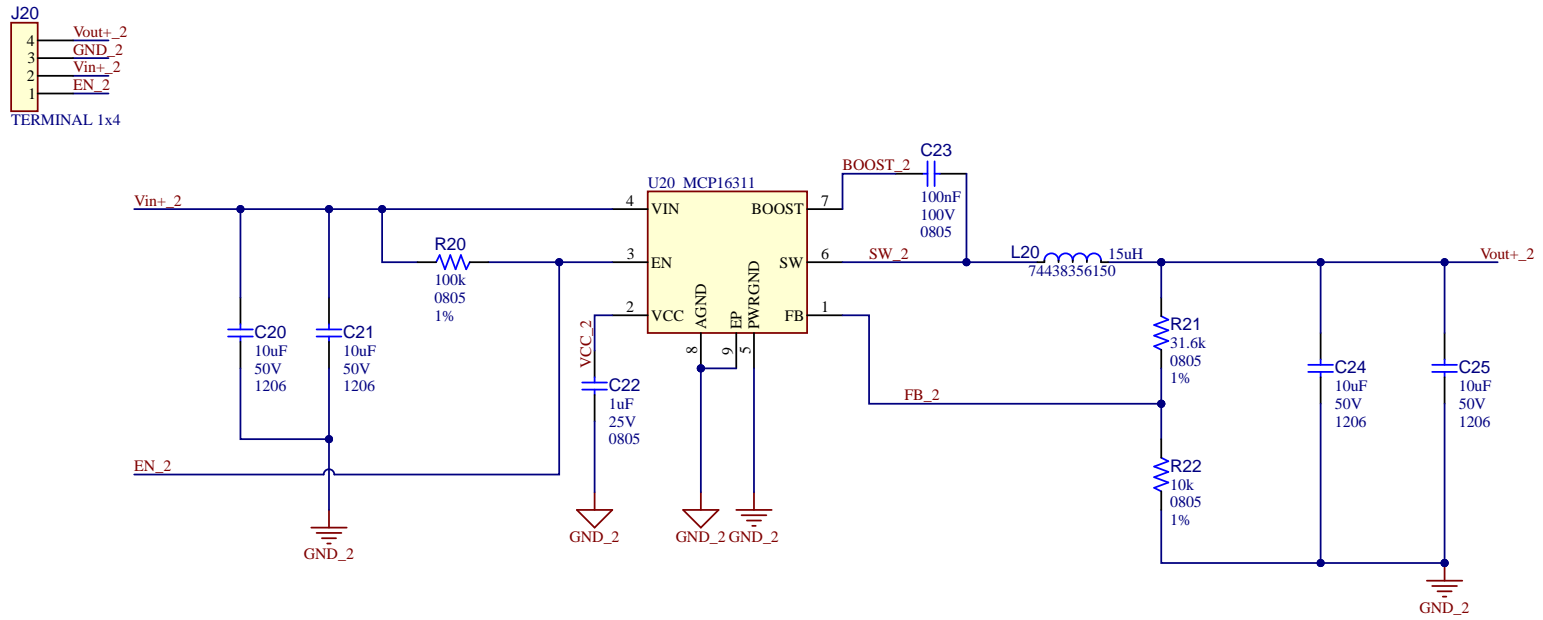 J20
4
Vout+_2
3
GND_2
2
Vin+_2
1
EN_2
TERMINAL 1x4
Vin+_2
C20
10uF
50V
1206
C21
10uF
50V
1206
R20
100k
0805
1%
EN_2
GND_2
VCC_2
C22
1uF
25V
0805
GND_2
U20 MCP16311
4 VIN
3 EN
2 VCC
BOOST 7
SW 6
FB 1
AGND
EP
PWRGND
8
9
5
GND_2
GND_2
BOOST_2
C23
100nF
100V
0805
SW_2
L20
15uH
74438356150
Vout+_2
FB_2
R21
31.6k
0805
1%
R22
10k
0805
1%
C24
10uF
50V
1206
C25
10uF
50V
1206
GND_2